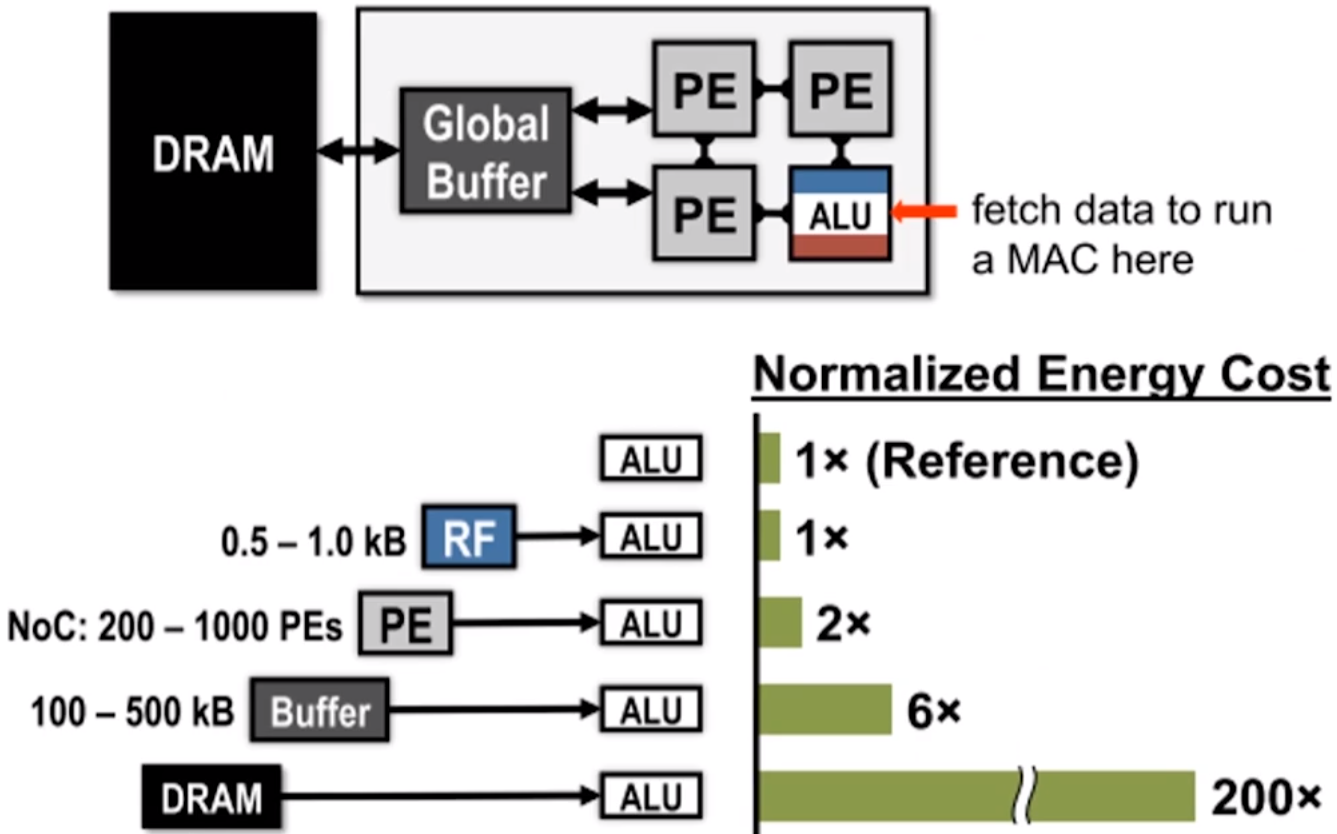 DRAM
Global
Buffer
PE
PE
PE
ALU
fetch data to run
a MAC here
Normalized Energy Cost
ALU
1× (Reference)
0.5 – 1.0 kB
RF
ALU
1×
NoC: 200 – 1000 PEs
PE
ALU
2×
100 – 500 kB
Buffer
ALU
6×
DRAM
ALU
200×